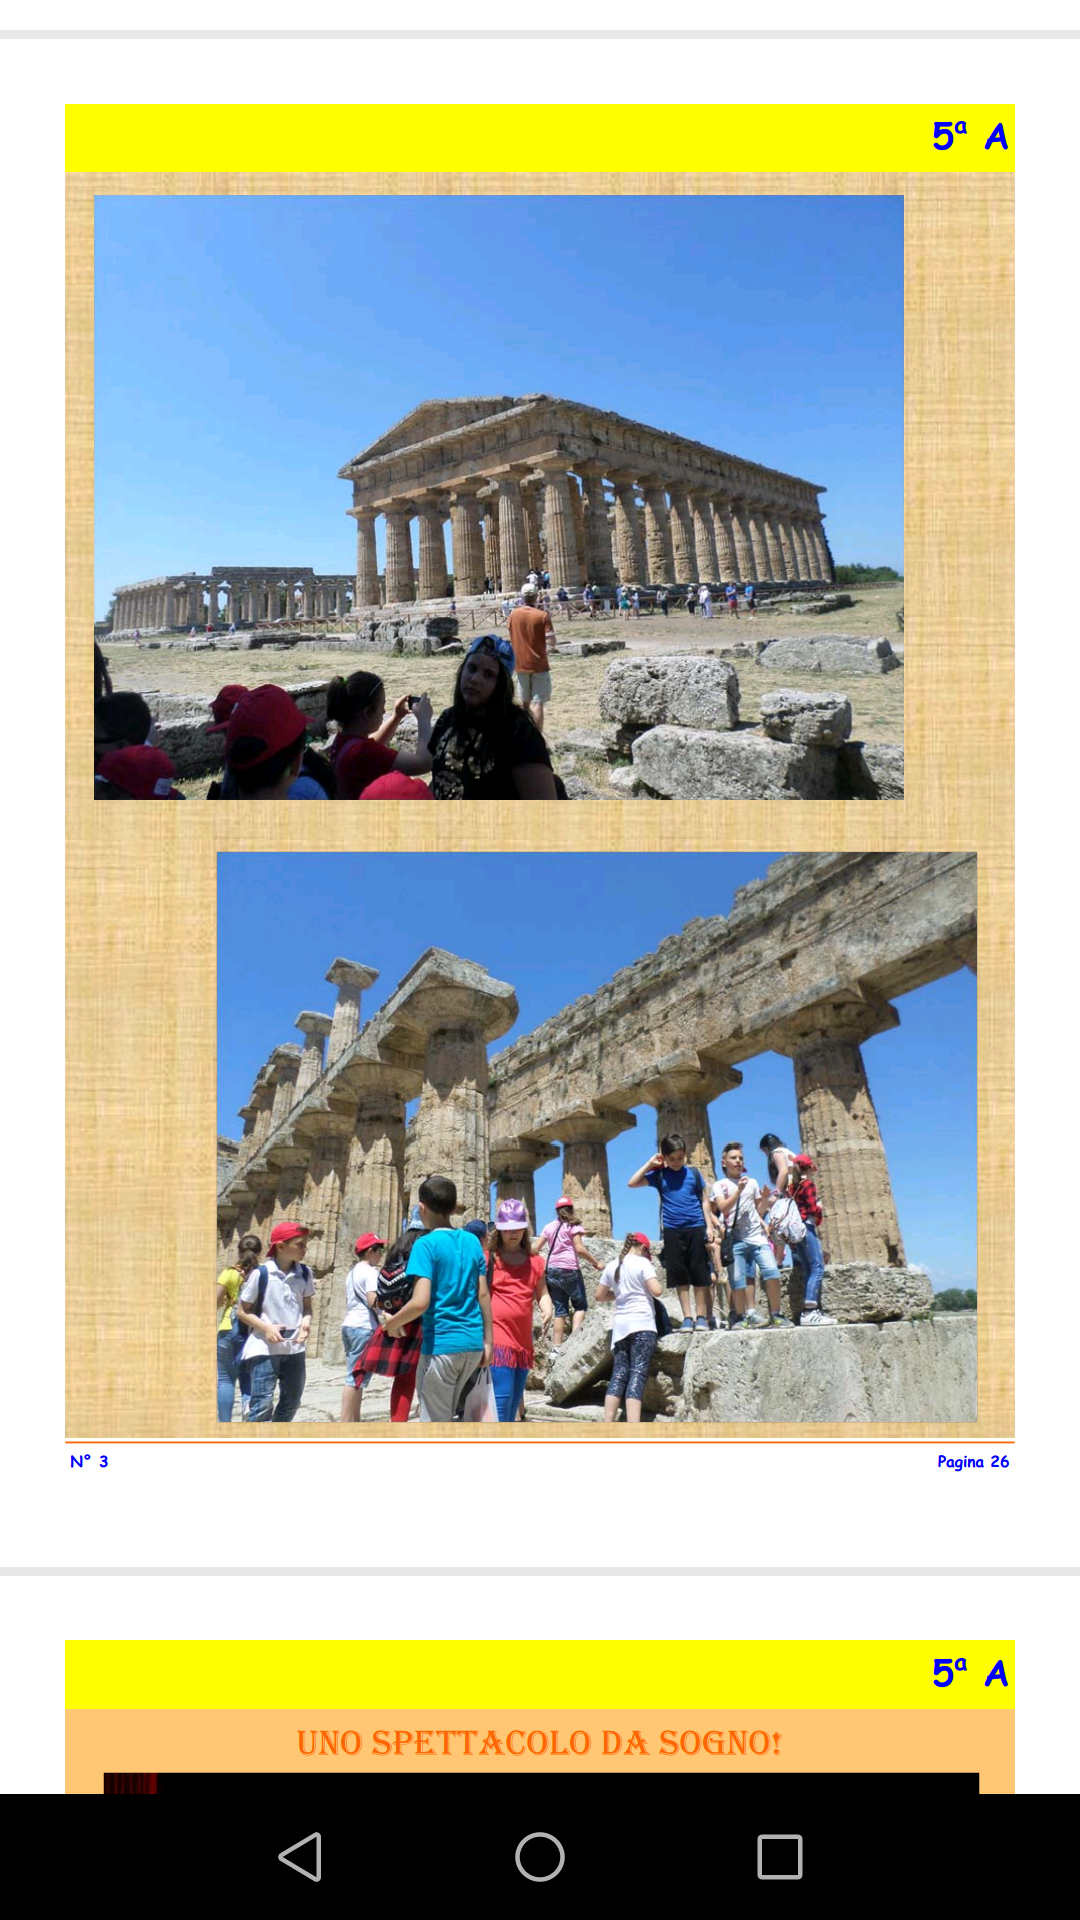 5ª A
N° 3
Pagina 26
5ª A
UNO SPETTACOLO DA SOGNO!